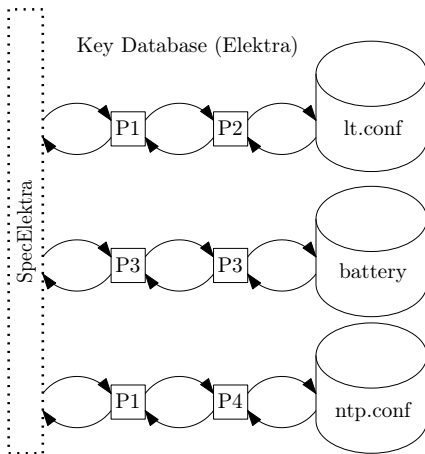 Key Database (Elektra)
P1
P2
lt.conf
SpecElektra
P3
P3
battery
P1
P4
ntp.conf